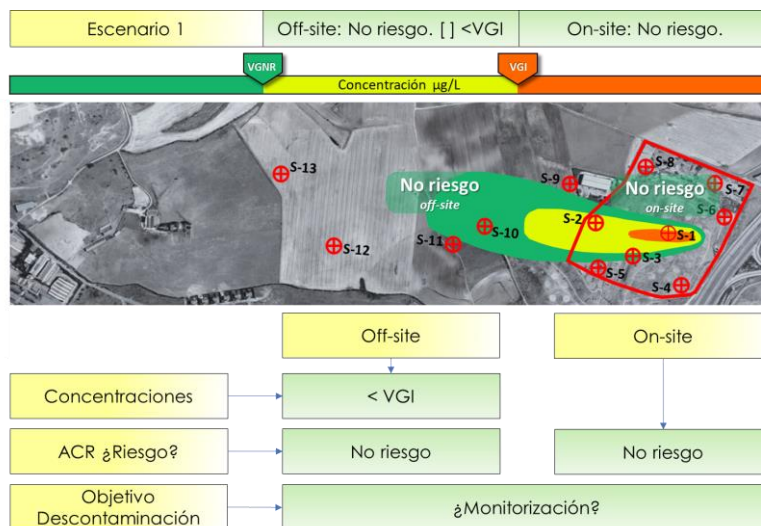 Escenario 1
Off-site: No riesgo. [ ] <VGI
On-site: No riesgo.
VGNR
VGI
Concentración µg/L
S-13
S-9
S-8
S-7
No riesgo
off-site
No riesgo
on-site
S-6
S-2
S-1
S-10
S-12
S-11
S-3
S-5
S-4
Off-site
On-site
Concentraciones
< VGI
ACR ¿Riesgo?
No riesgo
No riesgo
Objetivo
Descontaminación
¿Monitorización?